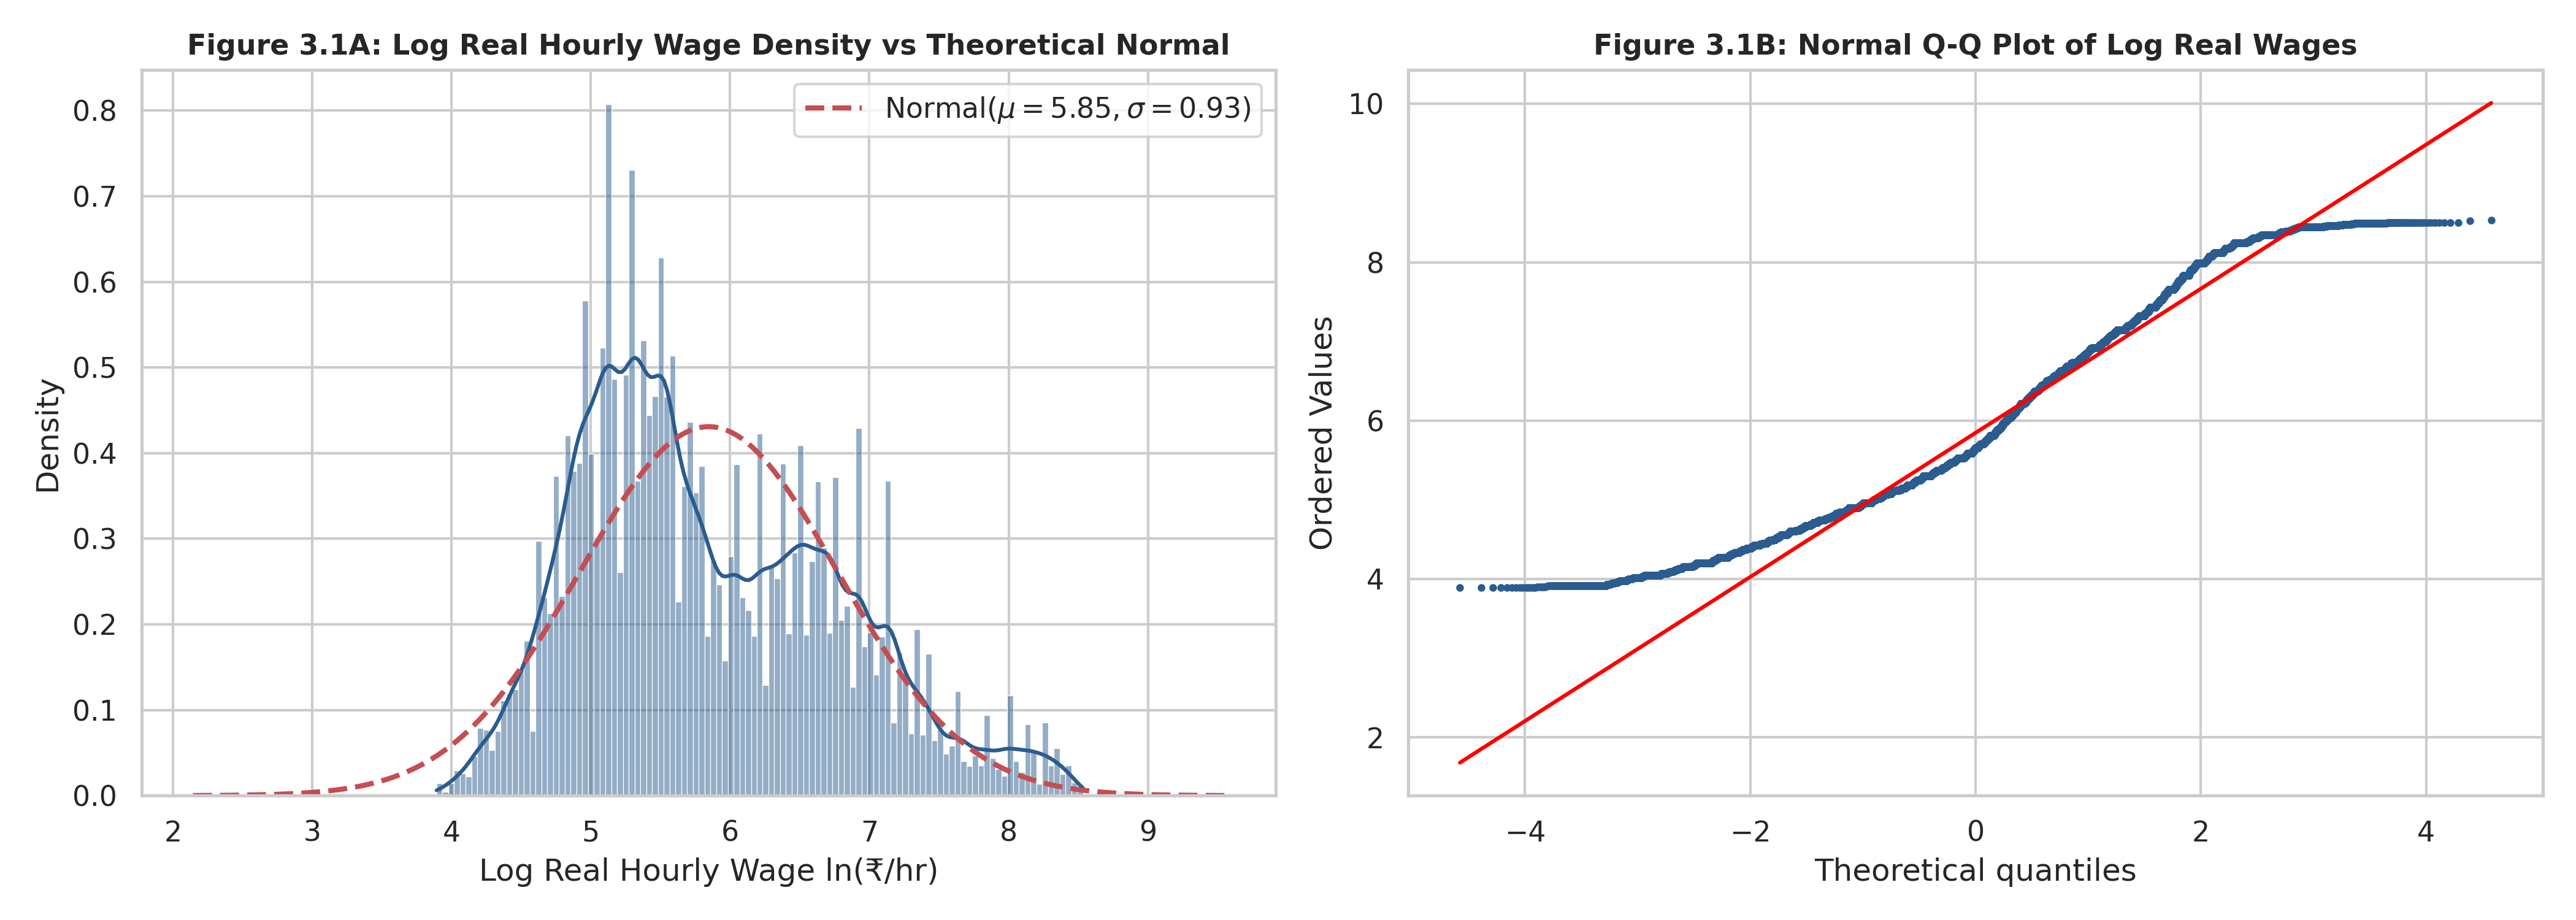 Figure 3.1A: Log Real Hourly Wage Density vs Theoretical Normal
Normal(μ = 5.85, σ = 0.93)
Density
0.8
0.7
0.6
0.5
0.4
0.3
0.2
0.1
0.0
2 3 4 5 6 7 8 9
Log Real Hourly Wage ln(₹/hr)
Figure 3.1B: Normal Q-Q Plot of Log Real Wages
Ordered Values
10
8
6
4
2
−4 −2 0 2 4
Theoretical quantiles